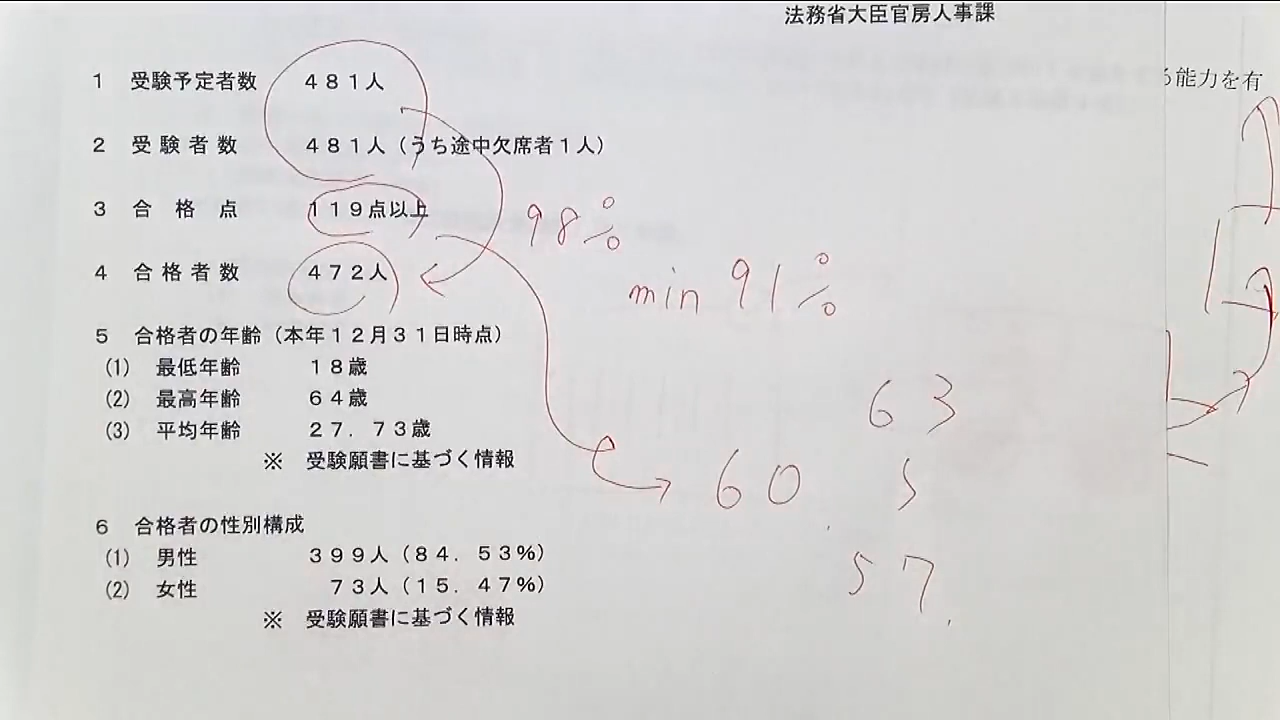 法務省大臣官房人事課
る能力を有
1 受験予定者数 481人
2 受験者数 481人（うち途中欠席者1人）
3 合格点 119点以上
98%
4 合格者数 472人
min 91%
5 合格者の年齢（本年12月31日時点）
(1) 最低年齢 18歳
(2) 最高年齢 64歳
63
(3) 平均年齢 27．73歳
※ 受験願書に基づく情報
60
6 合格者の性別構成
(1) 男性 399人（84．53％）
57
(2) 女性 73人（15．47％）
※ 受験願書に基づく情報